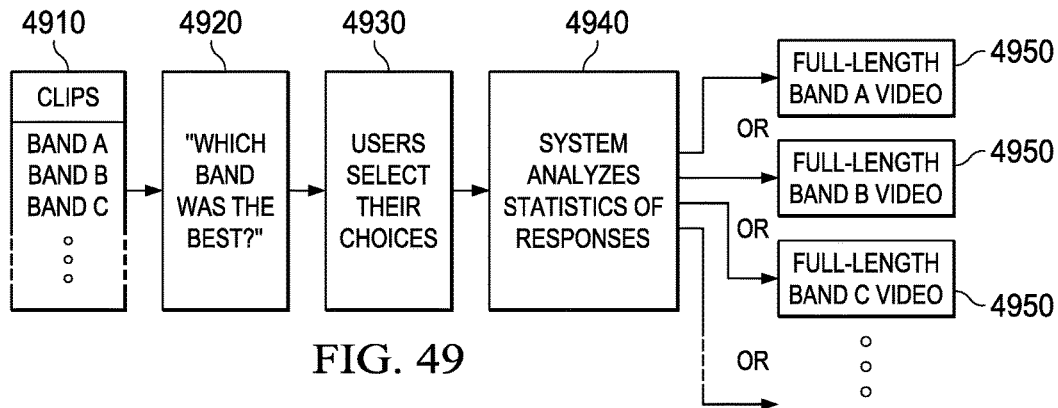 4910
4920
4930
4940
CLIPS
BAND A
BAND B
BAND C
"WHICH
BAND
WAS THE
BEST?"
USERS
SELECT
THEIR
CHOICES
SYSTEM
ANALYZES
STATISTICS OF
RESPONSES
FULL-LENGTH
BAND A VIDEO
4950
OR
FULL-LENGTH
BAND B VIDEO
4950
OR
FULL-LENGTH
BAND C VIDEO
4950
OR
FIG. 49